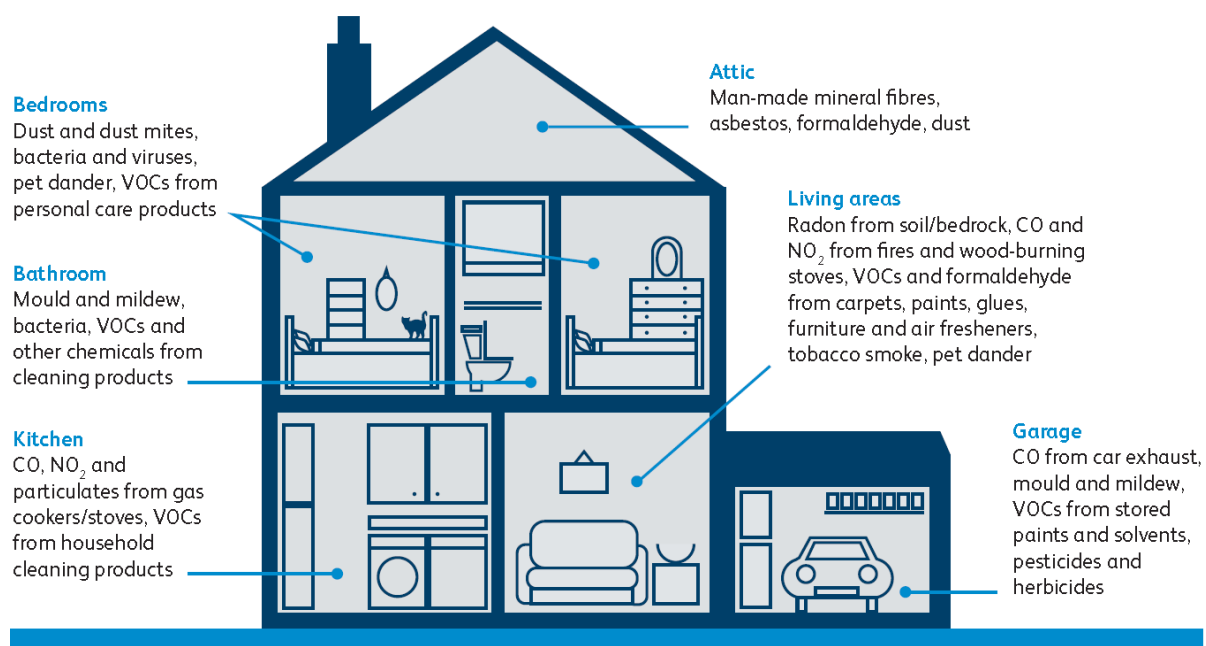 Bedrooms
Dust and dust mites,
bacteria and viruses,
pet dander, VOCs from
personal care products
Bathroom
Mould and mildew,
bacteria, VOCs and
other chemicals from
cleaning products
Kitchen
CO, NO₂ and
particulates from gas
cookers/stoves, VOCs
from household
cleaning products
Attic
Man-made mineral fibres,
asbestos, formaldehyde, dust
Living areas
Radon from soil/bedrock, CO and
NO₂ from fires and wood-burning
stoves, VOCs and formaldehyde
from carpets, paints, glues,
furniture and air fresheners,
tobacco smoke, pet dander
Garage
CO from car exhaust,
mould and mildew,
VOCs from stored
paints and solvents,
pesticides and
herbicides